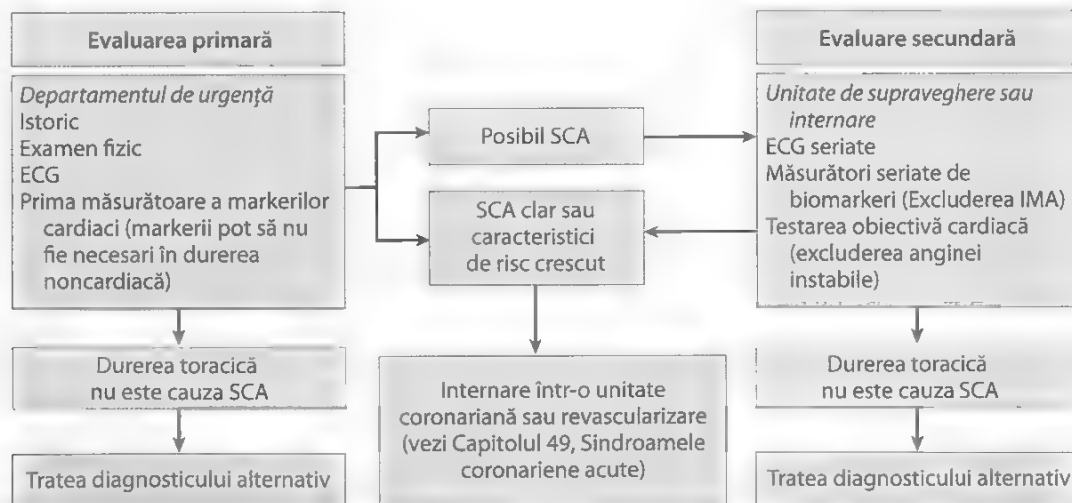 Evaluarea primară
Departamentul de urgență
Istoric
Examen fizic
ECG
Prima măsurătoare a markerilor
cardiaci (markerii pot să nu
fie necesari în durerea
noncardiacă)
Durerea toracică
nu este cauza SCA
Tratea diagnosticului alternativ
Posibil SCA
SCA clar sau
caracteristici
de risc crescut
Internare într-o unitate
coronariană sau revascularizare
(vezi Capitolul 49, Sindroamele
coronariene acute)
Evaluare secundară
Unitate de supraveghere sau
internare
ECG seriate
Măsurători seriate de
biomarkeri (Excluderea IMA)
Testarea obiectivă cardiacă
(excluderea anginei
instabile)
Durerea toracică
nu este cauza SCA
Tratea diagnosticului alternativ